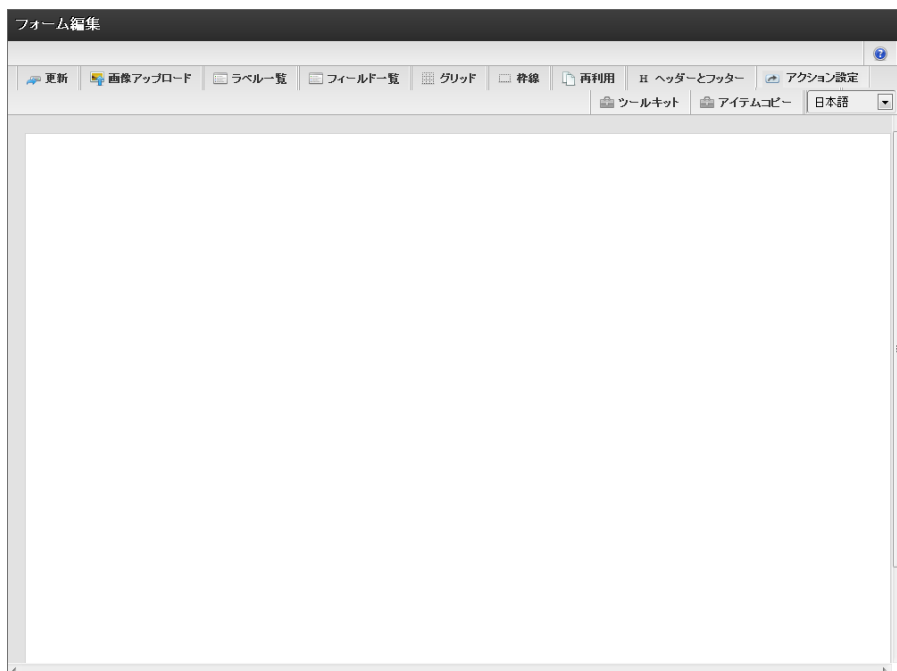 フォーム編集
更新 画像アップロード ラベル一覧 フィールド一覧 グリッド 枠線 再利用 H ヘッダーとフッター アクション設定
ツールキット アイテムコピー 日本語